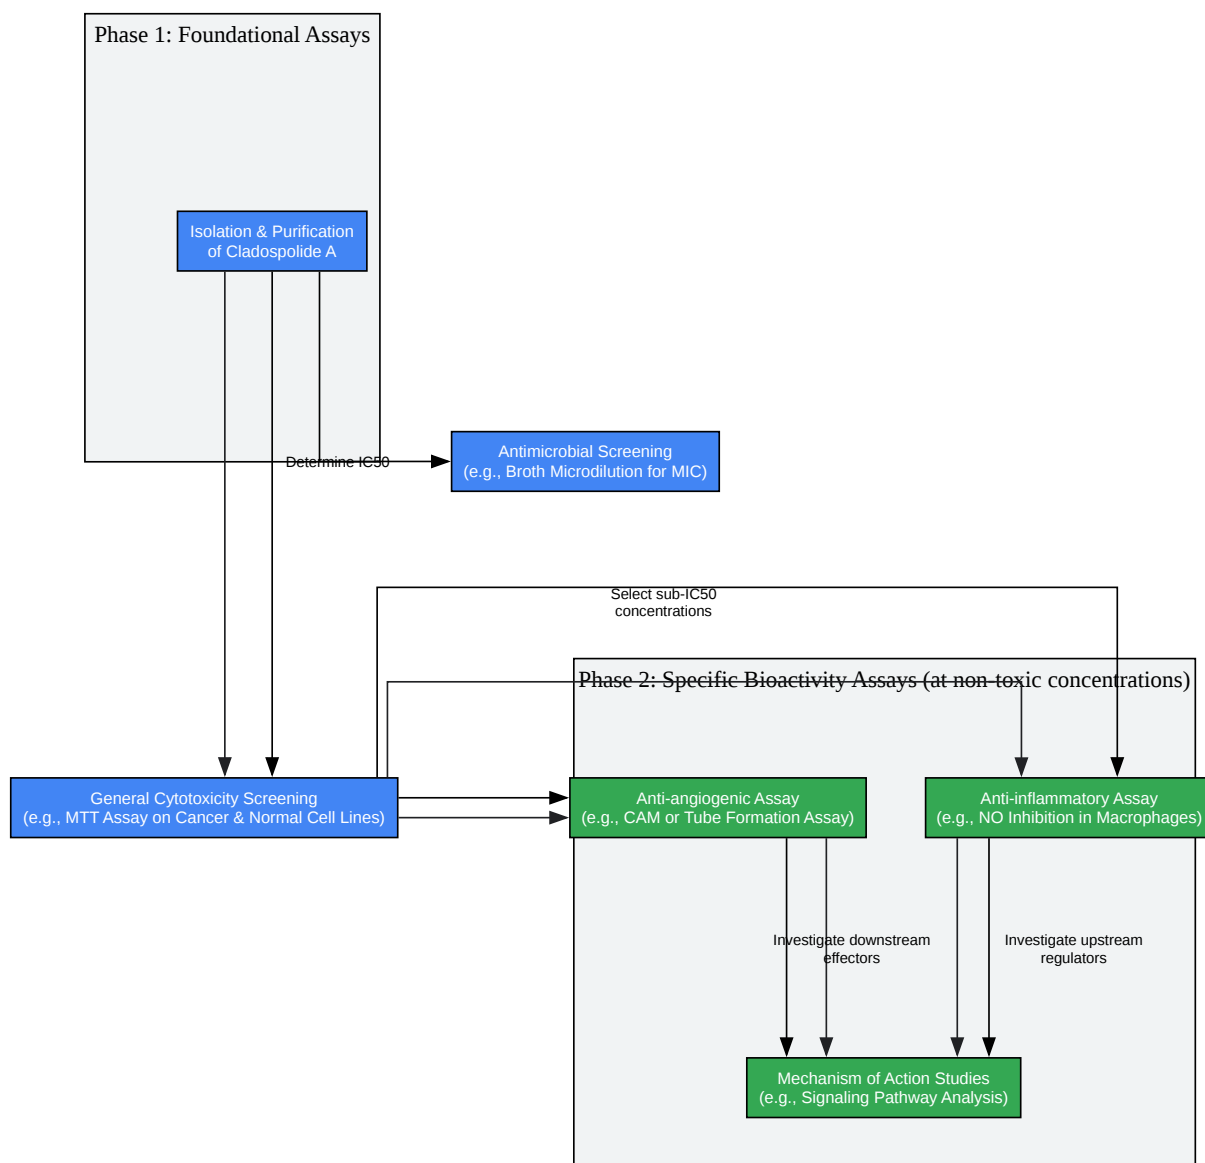 Phase 1: Foundational Assays
Isolation & Purification
of Cladospolide A
Determine IC50
Antimicrobial Screening
(e.g., Broth Microdilution for MIC)
Select sub-IC50
concentrations
Phase 2: Specific Bioactivity Assays (at non-toxic concentrations)
General Cytotoxicity Screening
(e.g., MTT Assay on Cancer & Normal Cell Lines)
Anti-angiogenic Assay
(e.g., CAM or Tube Formation Assay)
Anti-inflammatory Assay
(e.g., NO Inhibition in Macrophages)
Investigate downstream
effectors
Investigate upstream
regulators
Mechanism of Action Studies
(e.g., Signaling Pathway Analysis)